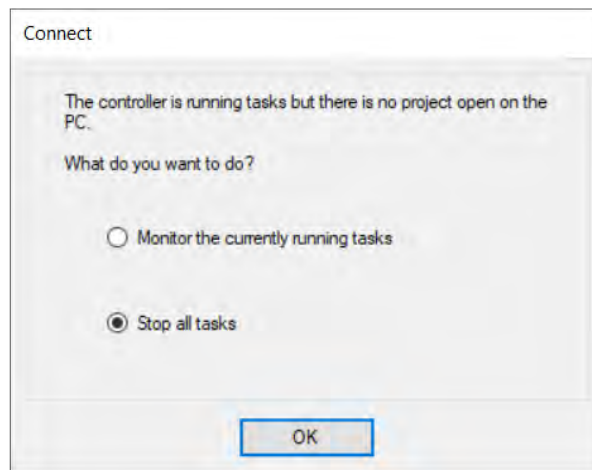 Connect
The controller is running tasks but there is no project open on the
PC.
What do you want to do?
Monitor the currently running tasks
Stop all tasks
OK